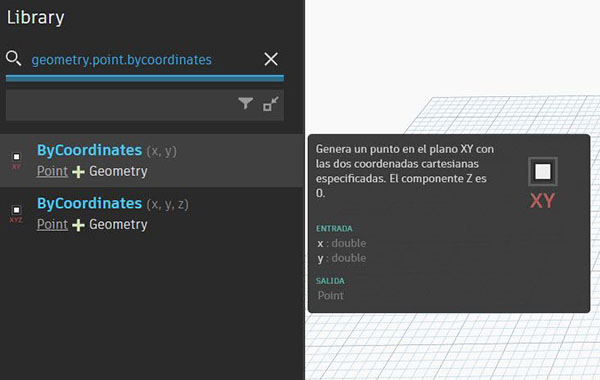 Library
geometry.point.bycoordinates
ByCoordinates (x, y)
Point + Geometry
XY
ByCoordinates (x, y, z)
Point + Geometry
XYZ
Genera un punto en el plano XY con
las dos coordenadas cartesianas
especificadas. El componente Z es
0.
XY
ENTRADA
x : double
y : double
SALIDA
Point